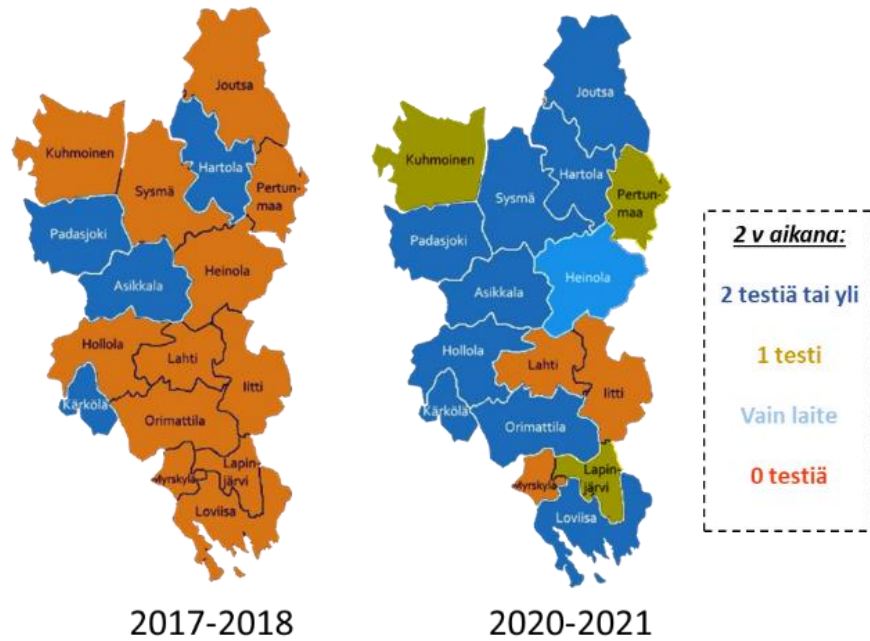 Joutsa
Kuhmoinen
Hartola
Sysmä
Pertun-
maa
Padasjoki
Heinola
Asikkala
Hollola
Lahti
Iitti
Kärkölä
Orimattila
Myrskylä
Lapin-
järvi
Loviisa
2017-2018
Joutsa
Kuhmoinen
Hartola
Sysmä
Pertun-
maa
Padasjoki
Heinola
Asikkala
Hollola
Lahti
Iitti
Kärkölä
Orimattila
Myrskylä
Lapin-
järvi
Loviisa
2020-2021
2 v aikana:
2 testiä tai yli
1 testi
Vain laite
0 testiä